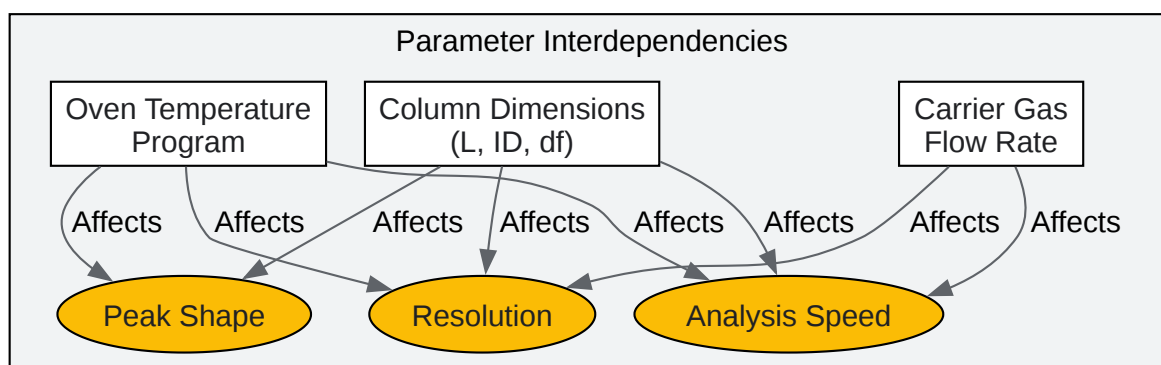 Parameter Interdependencies
Oven Temperature
Program
Column Dimensions
(L, ID, df)
Carrier Gas
Flow Rate
Affects
Affects
Affects
Affects
Affects
Affects
Affects
Affects
Peak Shape
Resolution
Analysis Speed